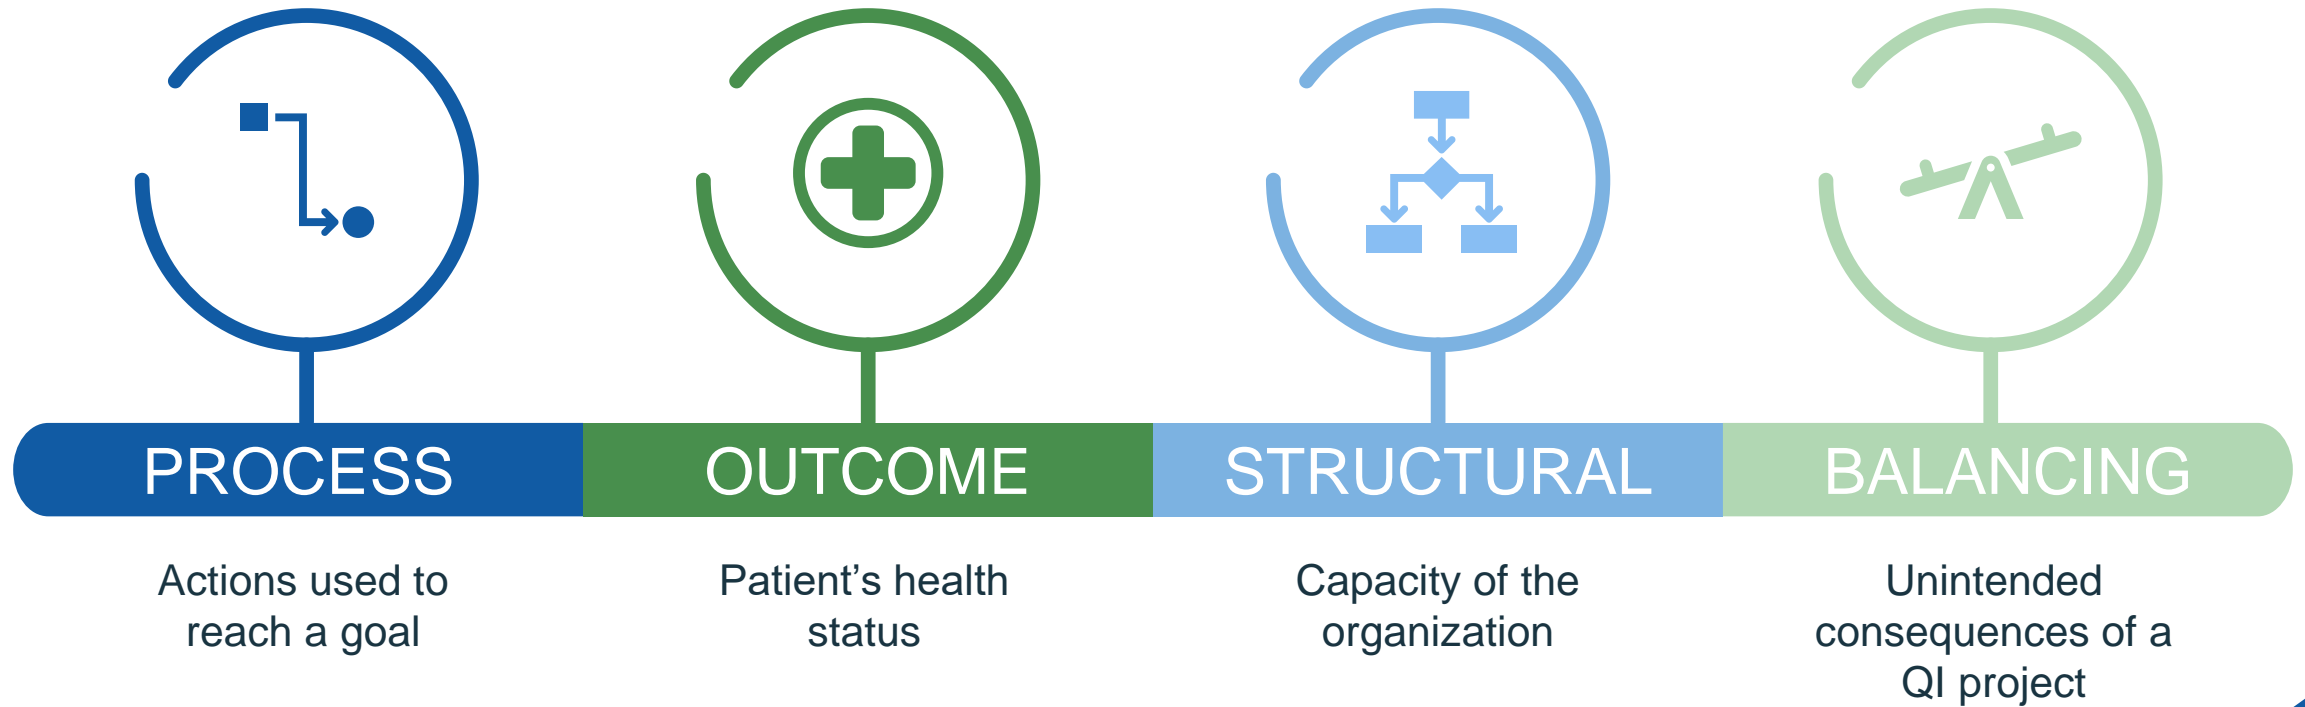 PROCESS
Actions used to
reach a goal
OUTCOME
Patient’s health
status
STRUCTURAL
Capacity of the
organization
BALANCING
Unintended
consequences of a
QI project